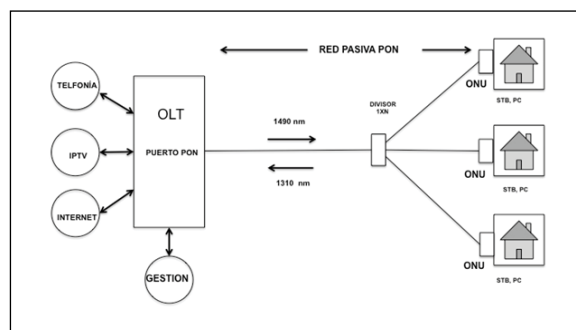 RED PASIVA PON
TELFONÍA
OLT
PUERTO PON
IPTV
INTERNET
GESTION
1490 nm
1310 nm
DIVISOR
1XN
ONU
STB, PC
ONU
STB, PC
ONU
STB, PC